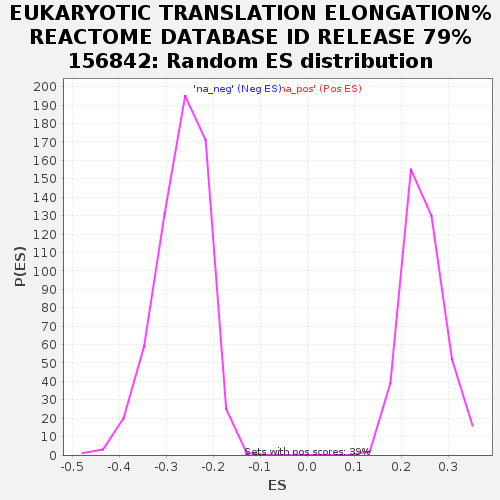 EUKARYOTIC TRANSLATION ELONGATION%
REACTOME DATABASE ID RELEASE 79%
156842: Random ES distribution
'na_neg' (Neg ES)
na_pos' (Pos ES)
200
190
180
170
160
150
140
130
120
110
100
90
80
70
60
50
40
30
20
10
0
P(ES)
Sets with pos scores: 39%
-0.5 -0.4 -0.3 -0.2 -0.1 0.0 0.1 0.2 0.3
ES